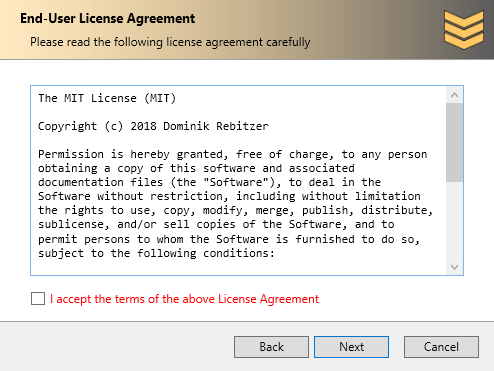 End-User License Agreement
Please read the following license agreement carefully
The MIT License (MIT)
Copyright (c) 2018 Dominik Rebitzer
Permission is hereby granted, free of charge, to any person
obtaining a copy of this software and associated
documentation files (the "Software"), to deal in the
Software without restriction, including without limitation
the rights to use, copy, modify, merge, publish, distribute,
sublicense, and/or sell copies of the Software, and to
permit persons to whom the Software is furnished to do so,
subject to the following conditions:
I accept the terms of the above License Agreement
Back
Next
Cancel